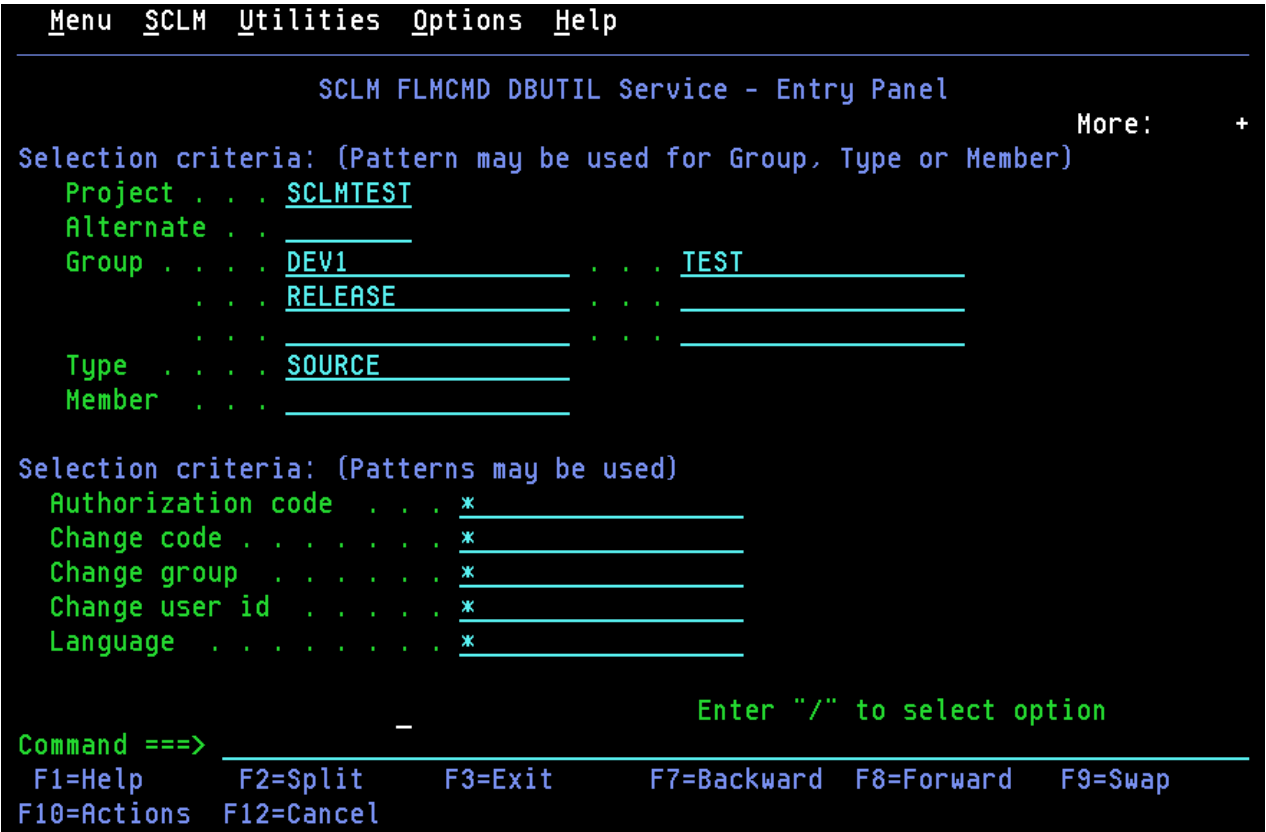 Menu SCLM Utilities Options Help
SCLM FLMCMD DBUTIL Service - Entry Panel
More: +
Selection criteria: (Pattern may be used for Group, Type or Member)
Project . . . SCLMTEST
Alternate . .
Group . . . . DEV1 . . . TEST
. . . RELEASE . . .
. . . . . .
Type . . . . SOURCE
Member . . .
Selection criteria: (Patterns may be used)
Authorization code . . . *
Change code . . . . . . . *
Change group . . . . . . *
Change user id . . . . . *
Language . . . . . . . . *
Enter "/" to select option
Command ===>
F1=Help F2=Split F3=Exit F7=Backward F8=Forward F9=Swap
F10=Actions F12=Cancel